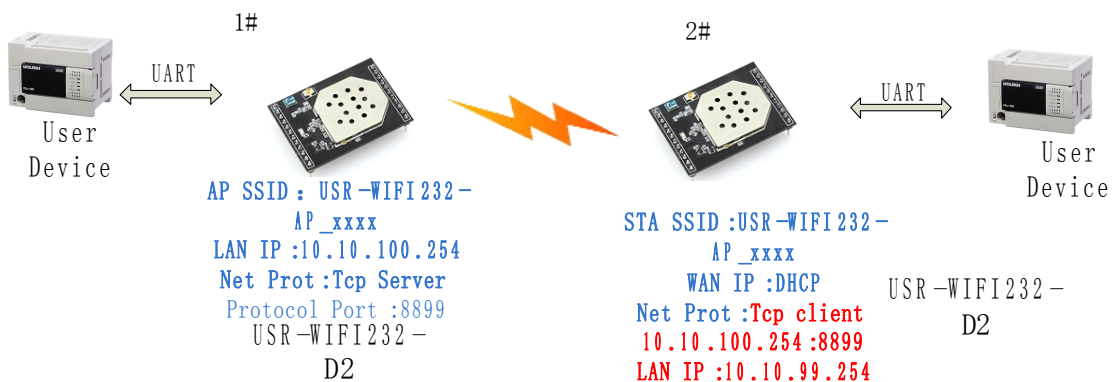 1#
2#
UART
UART
User
Device
User
Device
AP SSID：USR-WIFI232-
AP_xxxx
LAN IP:10.10.100.254
Net Prot:Tcp Server
Protocol Port:8899
USR-WIFI232-
D2
STA SSID:USR-WIFI232-
AP_xxxx
WAN IP:DHCP
Net Prot:Tcp client
10.10.100.254:8899
LAN IP:10.10.99.254
USR-WIFI232-
D2